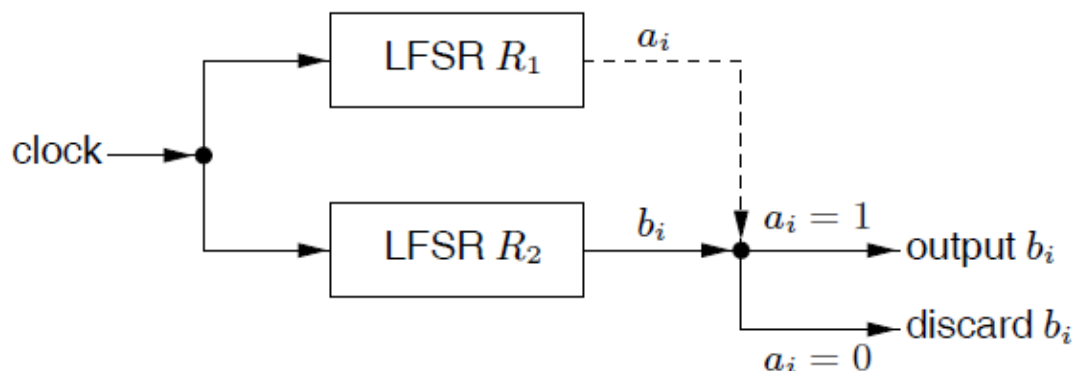 LFSR R₁
aᵢ
clock
LFSR R₂
bᵢ
aᵢ = 1
output bᵢ
discard bᵢ
aᵢ = 0